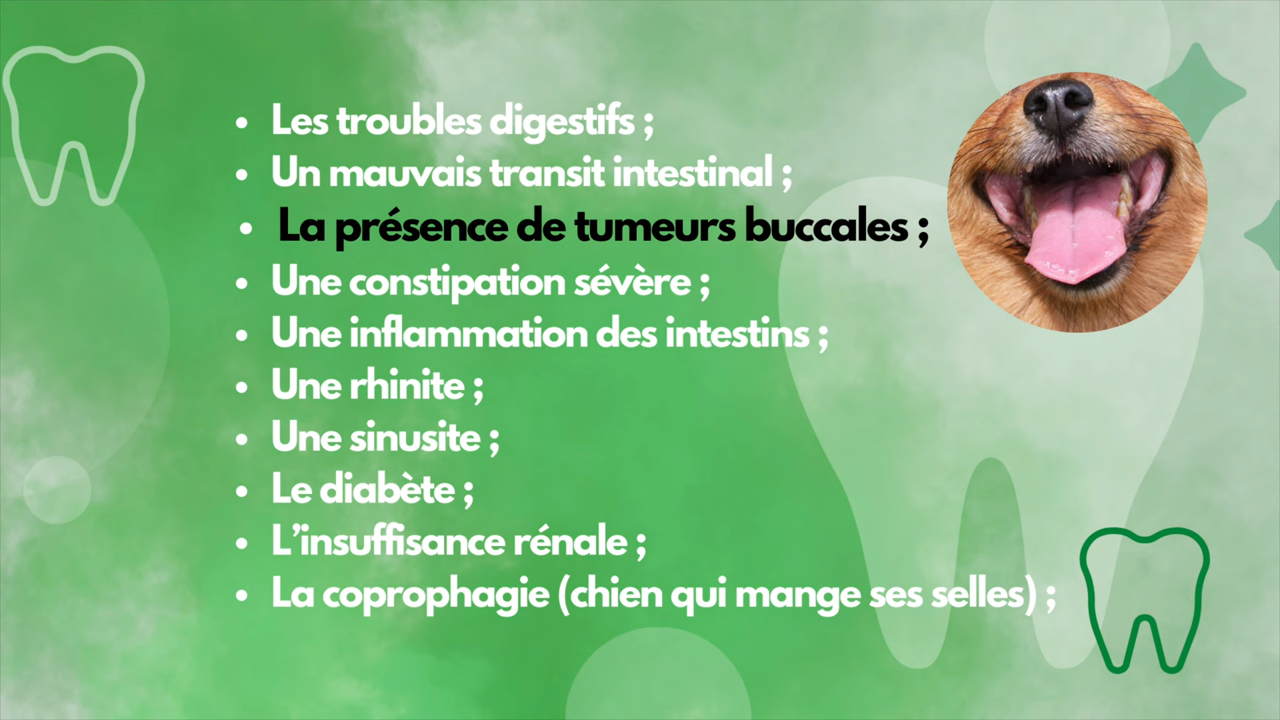 • Les troubles digestifs ;
• Un mauvais transit intestinal ;
• La présence de tumeurs buccales ;
• Une constipation sévère ;
• Une inflammation des intestins ;
• Une rhinite ;
• Une sinusite ;
• Le diabète ;
• L’insuffisance rénale ;
• La coprophagie (chien qui mange ses selles) ;